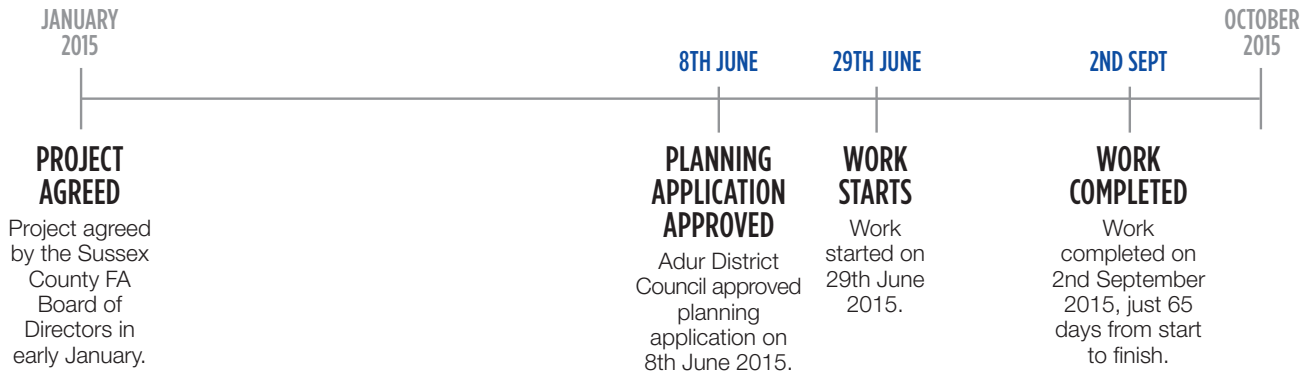 JANUARY
2015
OCTOBER
2015
8TH JUNE
29TH JUNE
2ND SEPT
PROJECT
AGREED
Project agreed
by the Sussex
County FA
Board of
Directors in
early January.
PLANNING
APPLICATION
APPROVED
Adur District
Council approved
planning
application on
8th June 2015.
WORK
STARTS
Work
started on
29th June
2015.
WORK
COMPLETED
Work
completed on
2nd September
2015, just 65
days from start
to finish.